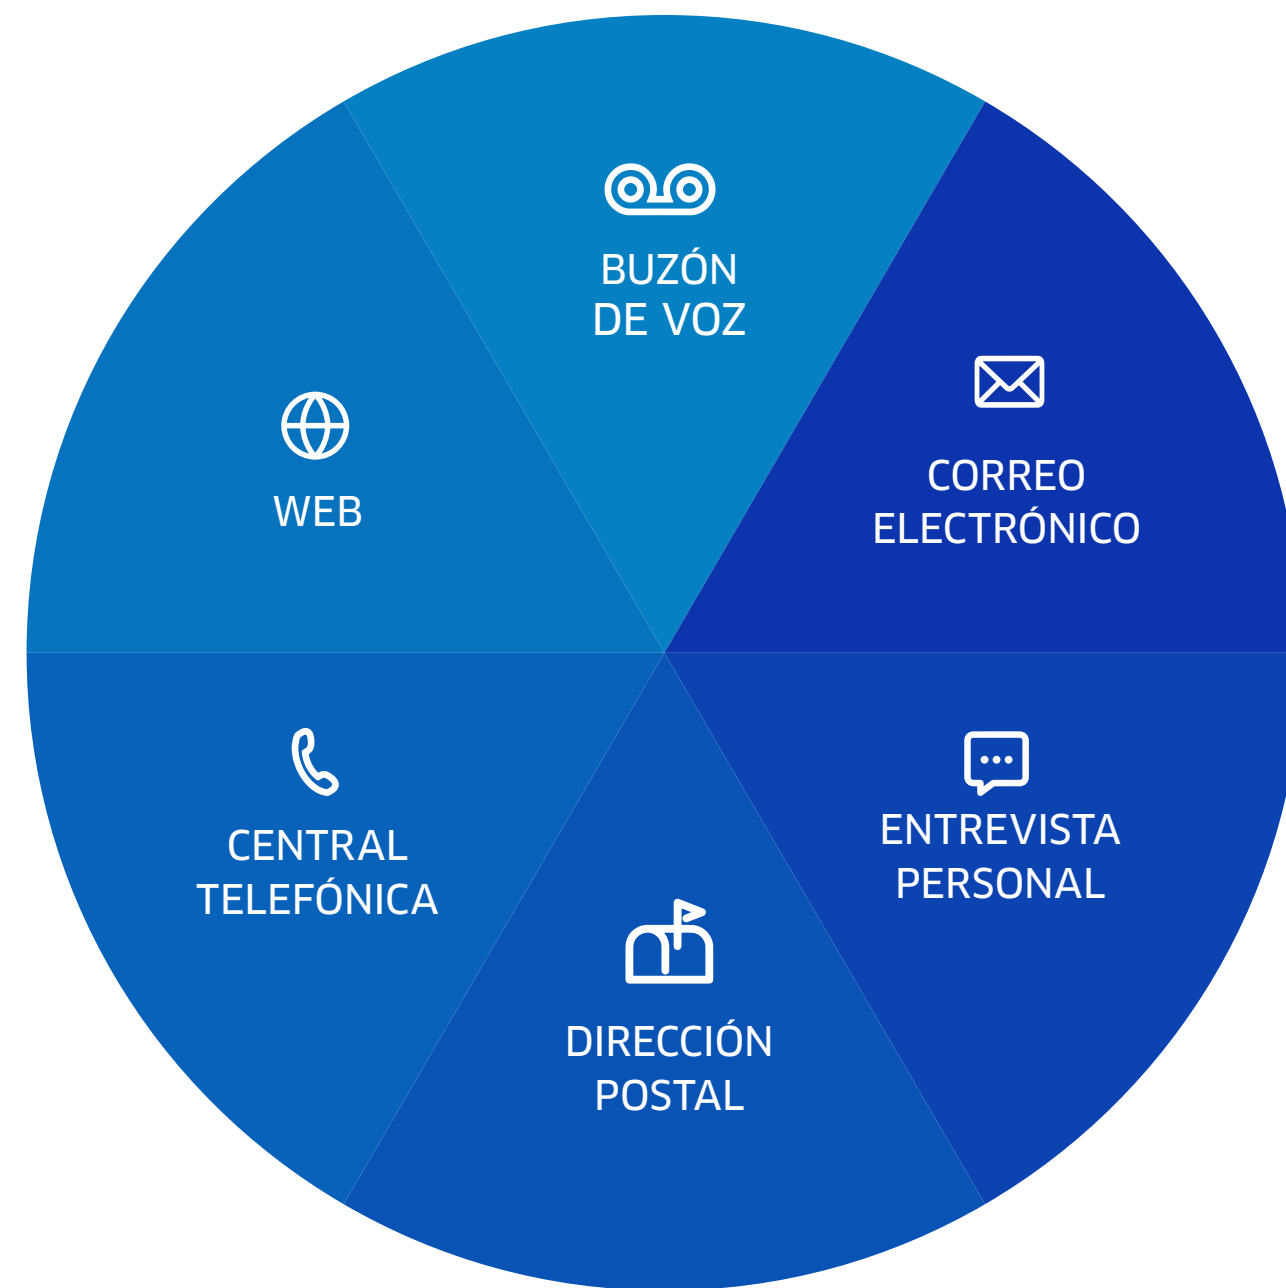 BUZÓN
DE VOZ
CORREO
ELECTRÓNICO
WEB
ENTREVISTA
PERSONAL
CENTRAL
TELEFÓNICA
DIRECCIÓN
POSTAL